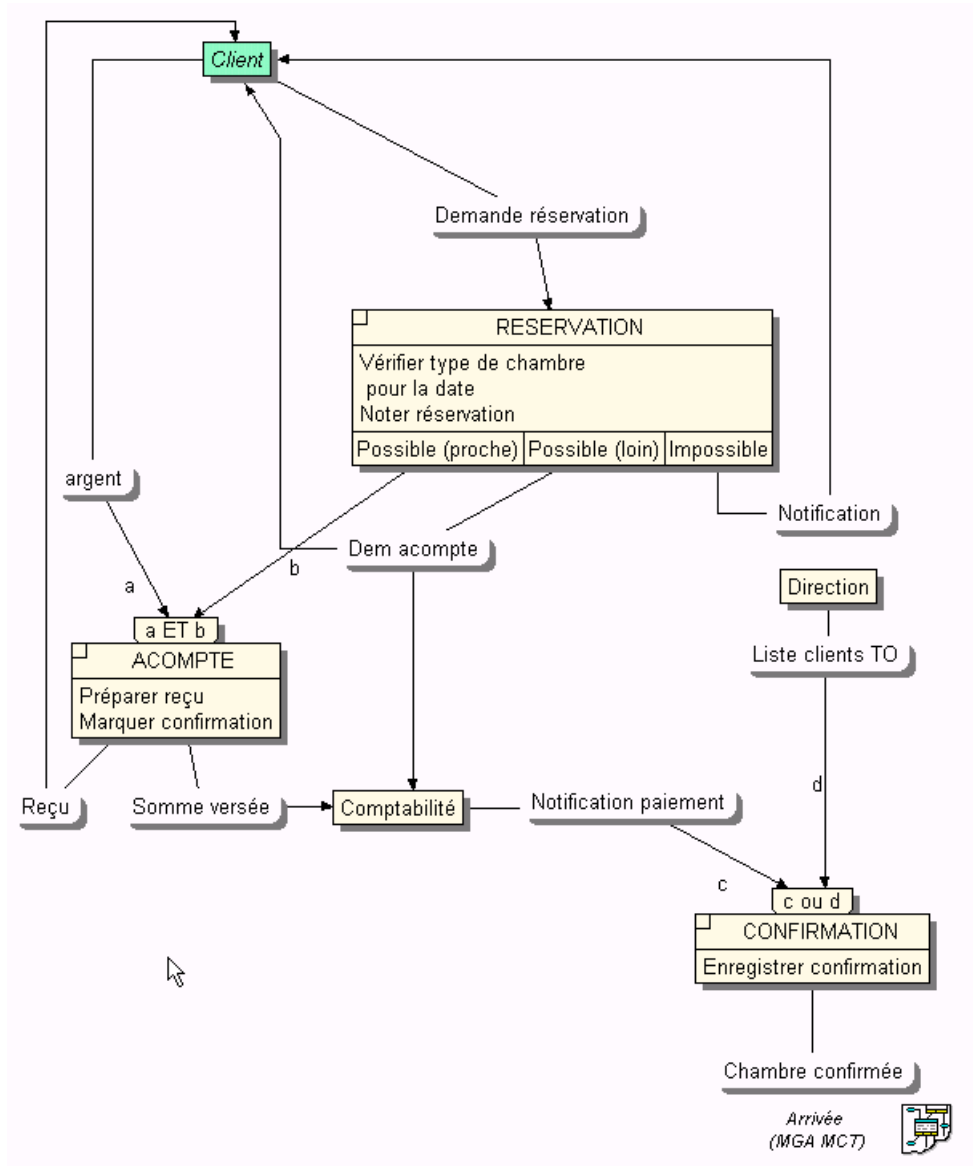 Client
Demande réservation
RESERVATION
Vérifier type de chambre
pour la date
Noter réservation
Possible (proche) Possible (loin) Impossible
argent
Notification
Dem acompte
b
a
Direction
a ET b
ACOMPTE
Liste clients TO
Préparer reçu
Marquer confirmation
d
Reçu
Somme versée
Comptabilité
Notification paiement
c
c ou d
CONFIRMATION
Enregistrer confirmation
Chambre confirmée
Arrivée
(MGA MCT)